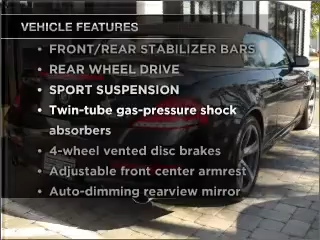 VEHICLE FEATURES
• FRONT/REAR STABILIZER BARS
• REAR WHEEL DRIVE
• SPORT SUSPENSION
• Twin-tube gas-pressure shock
absorbers
• 4-wheel vented disc brakes
• Adjustable front center armrest
• Auto-dimming rearview mirror